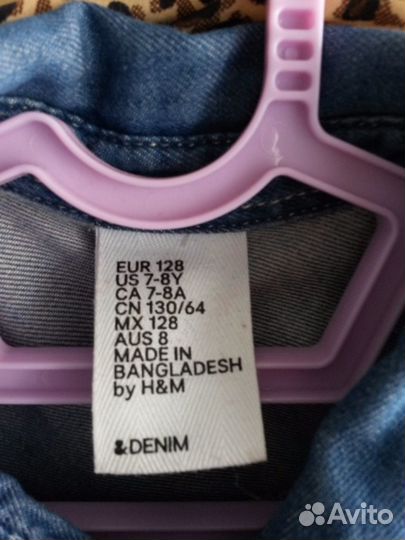 EUR 128
US 7-8Y
CA 7-8A
CN 130/64
MX 128
AUS 8
MADE IN
BANGLADESH
by H&M
&DENIM
Avito